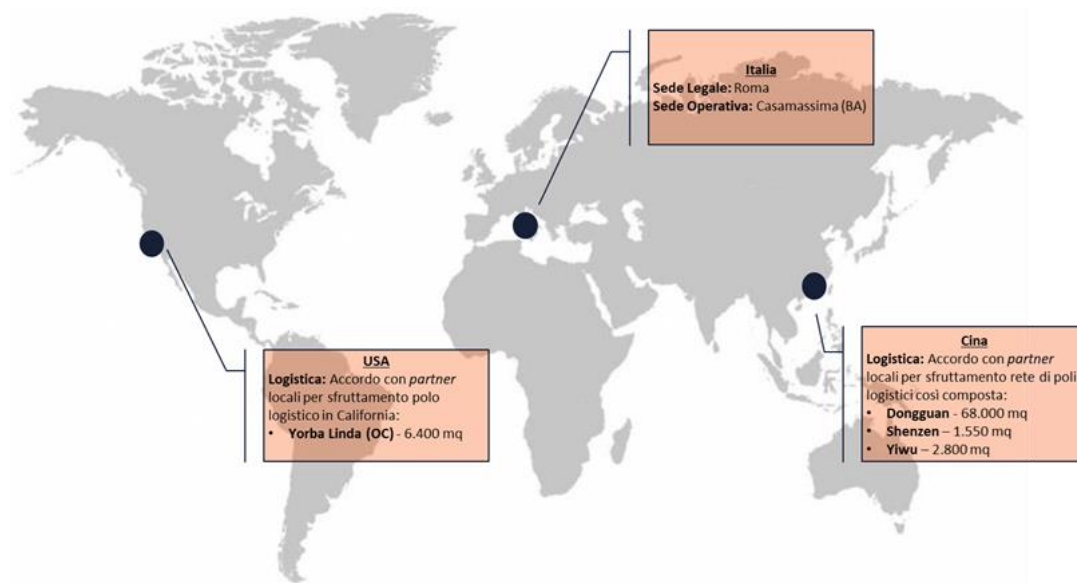 Italia
Sede Legale: Roma
Sede Operativa: Casamassima (BA)
USA
Logistica: Accordo con partner
locali per sfruttamento polo
logistico in California:
• Yorba Linda (OC) - 6.400 mq
Cina
Logistica: Accordo con partner
locali per sfruttamento rete di poli
logistici così composta:
• Dongguan - 68.000 mq
• Shenzen – 1.550 mq
• Yiwu – 2.800 mq